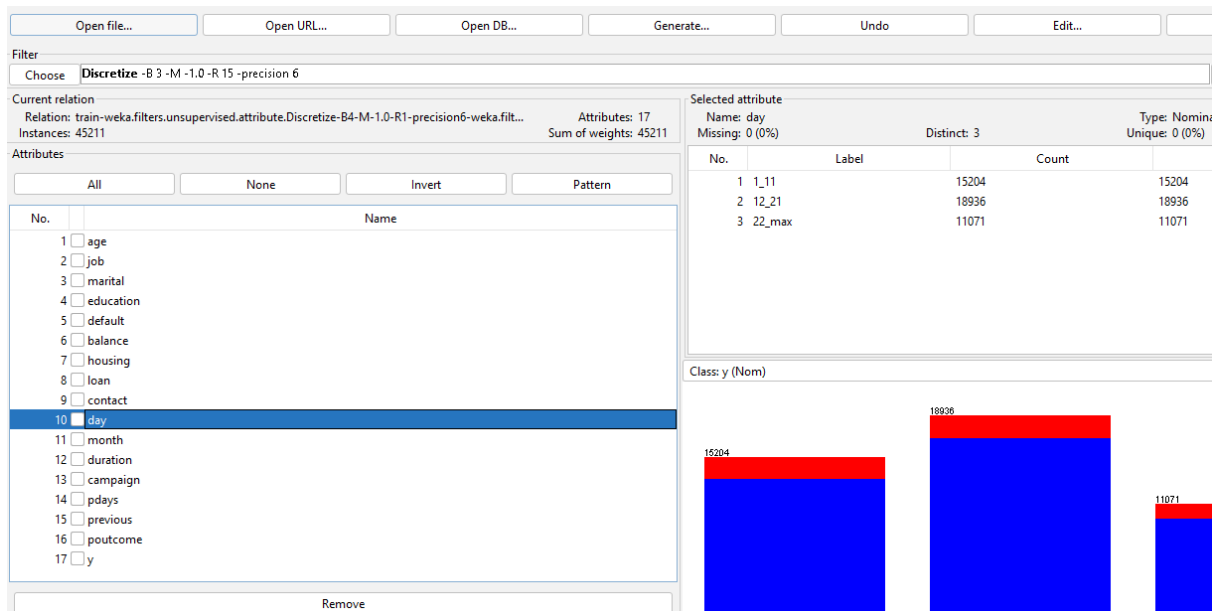 Open file... Open URL... Open DB... Generate... Undo Edit...
Filter
Choose Discretize -B 3 -M -1.0 -R 15 -precision 6
Current relation
Relation: train-weka.filters.unsupervised.attribute.Discretize-B4-M-1.0-R1-precision6-weka.filt... Attributes: 17
Instances: 45211 Sum of weights: 45211
Attributes
All None Invert Pattern
No. Name
1 age
2 job
3 marital
4 education
5 default
6 balance
7 housing
8 loan
9 contact
10 day
11 month
12 duration
13 campaign
14 pdays
15 previous
16 poutcome
17 y
Remove
Selected attribute
Name: day Type: Nomina
Missing: 0 (0%) Distinct: 3 Unique: 0 (0%)
No. Label Count
1 1_11 15204 15204
2 12_21 18936 18936
3 22_max 11071 11071
Class: y (Nom)
15204
18936
11071